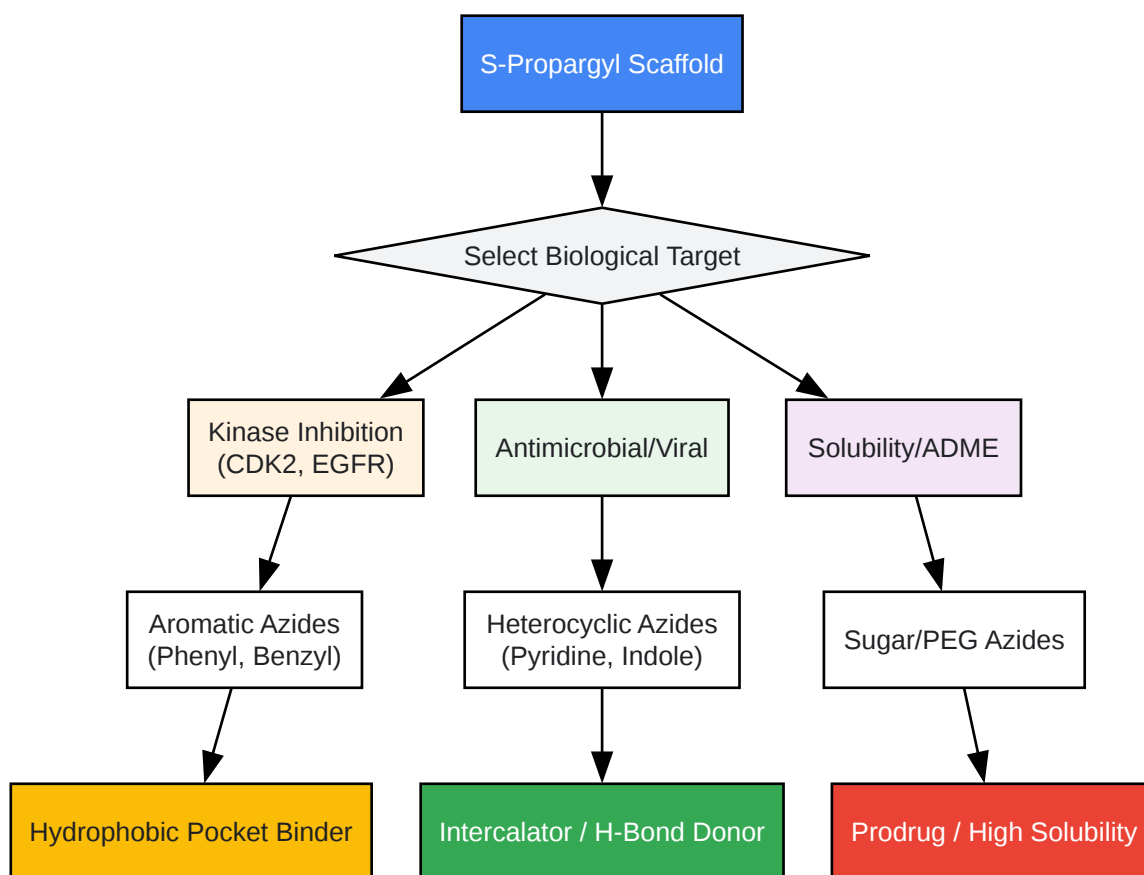 S-Propargyl Scaffold
Select Biological Target
Kinase Inhibition
(CDK2, EGFR)
Antimicrobial/Viral
Solubility/ADME
Aromatic Azides
(Phenyl, Benzyl)
Heterocyclic Azides
(Pyridine, Indole)
Sugar/PEG Azides
Hydrophobic Pocket Binder
Intercalator / H-Bond Donor
Prodrug / High Solubility